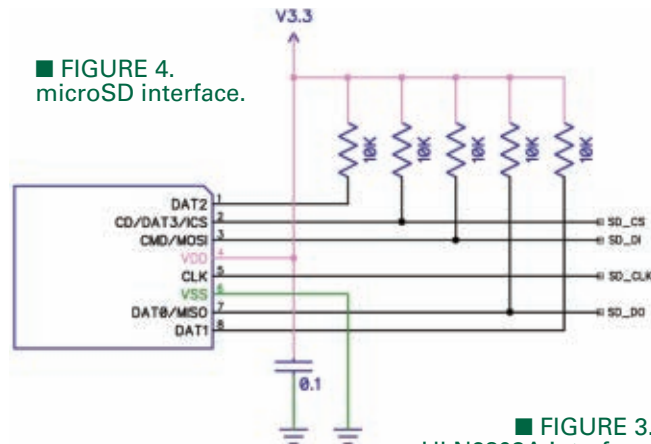 V3.3
■ FIGURE 4.
microSD interface.
10K
10K
10K
10K
10K
DAT2 1
CD/DAT3/ICS 2 SD_CS
CMD/MOSI 3 SD_DI
VDD 4
CLK 5 SD_CLK
VSS 6
DAT0/MISO 7 SD_DO
DAT1 8
0.1
■ FIGURE 3.